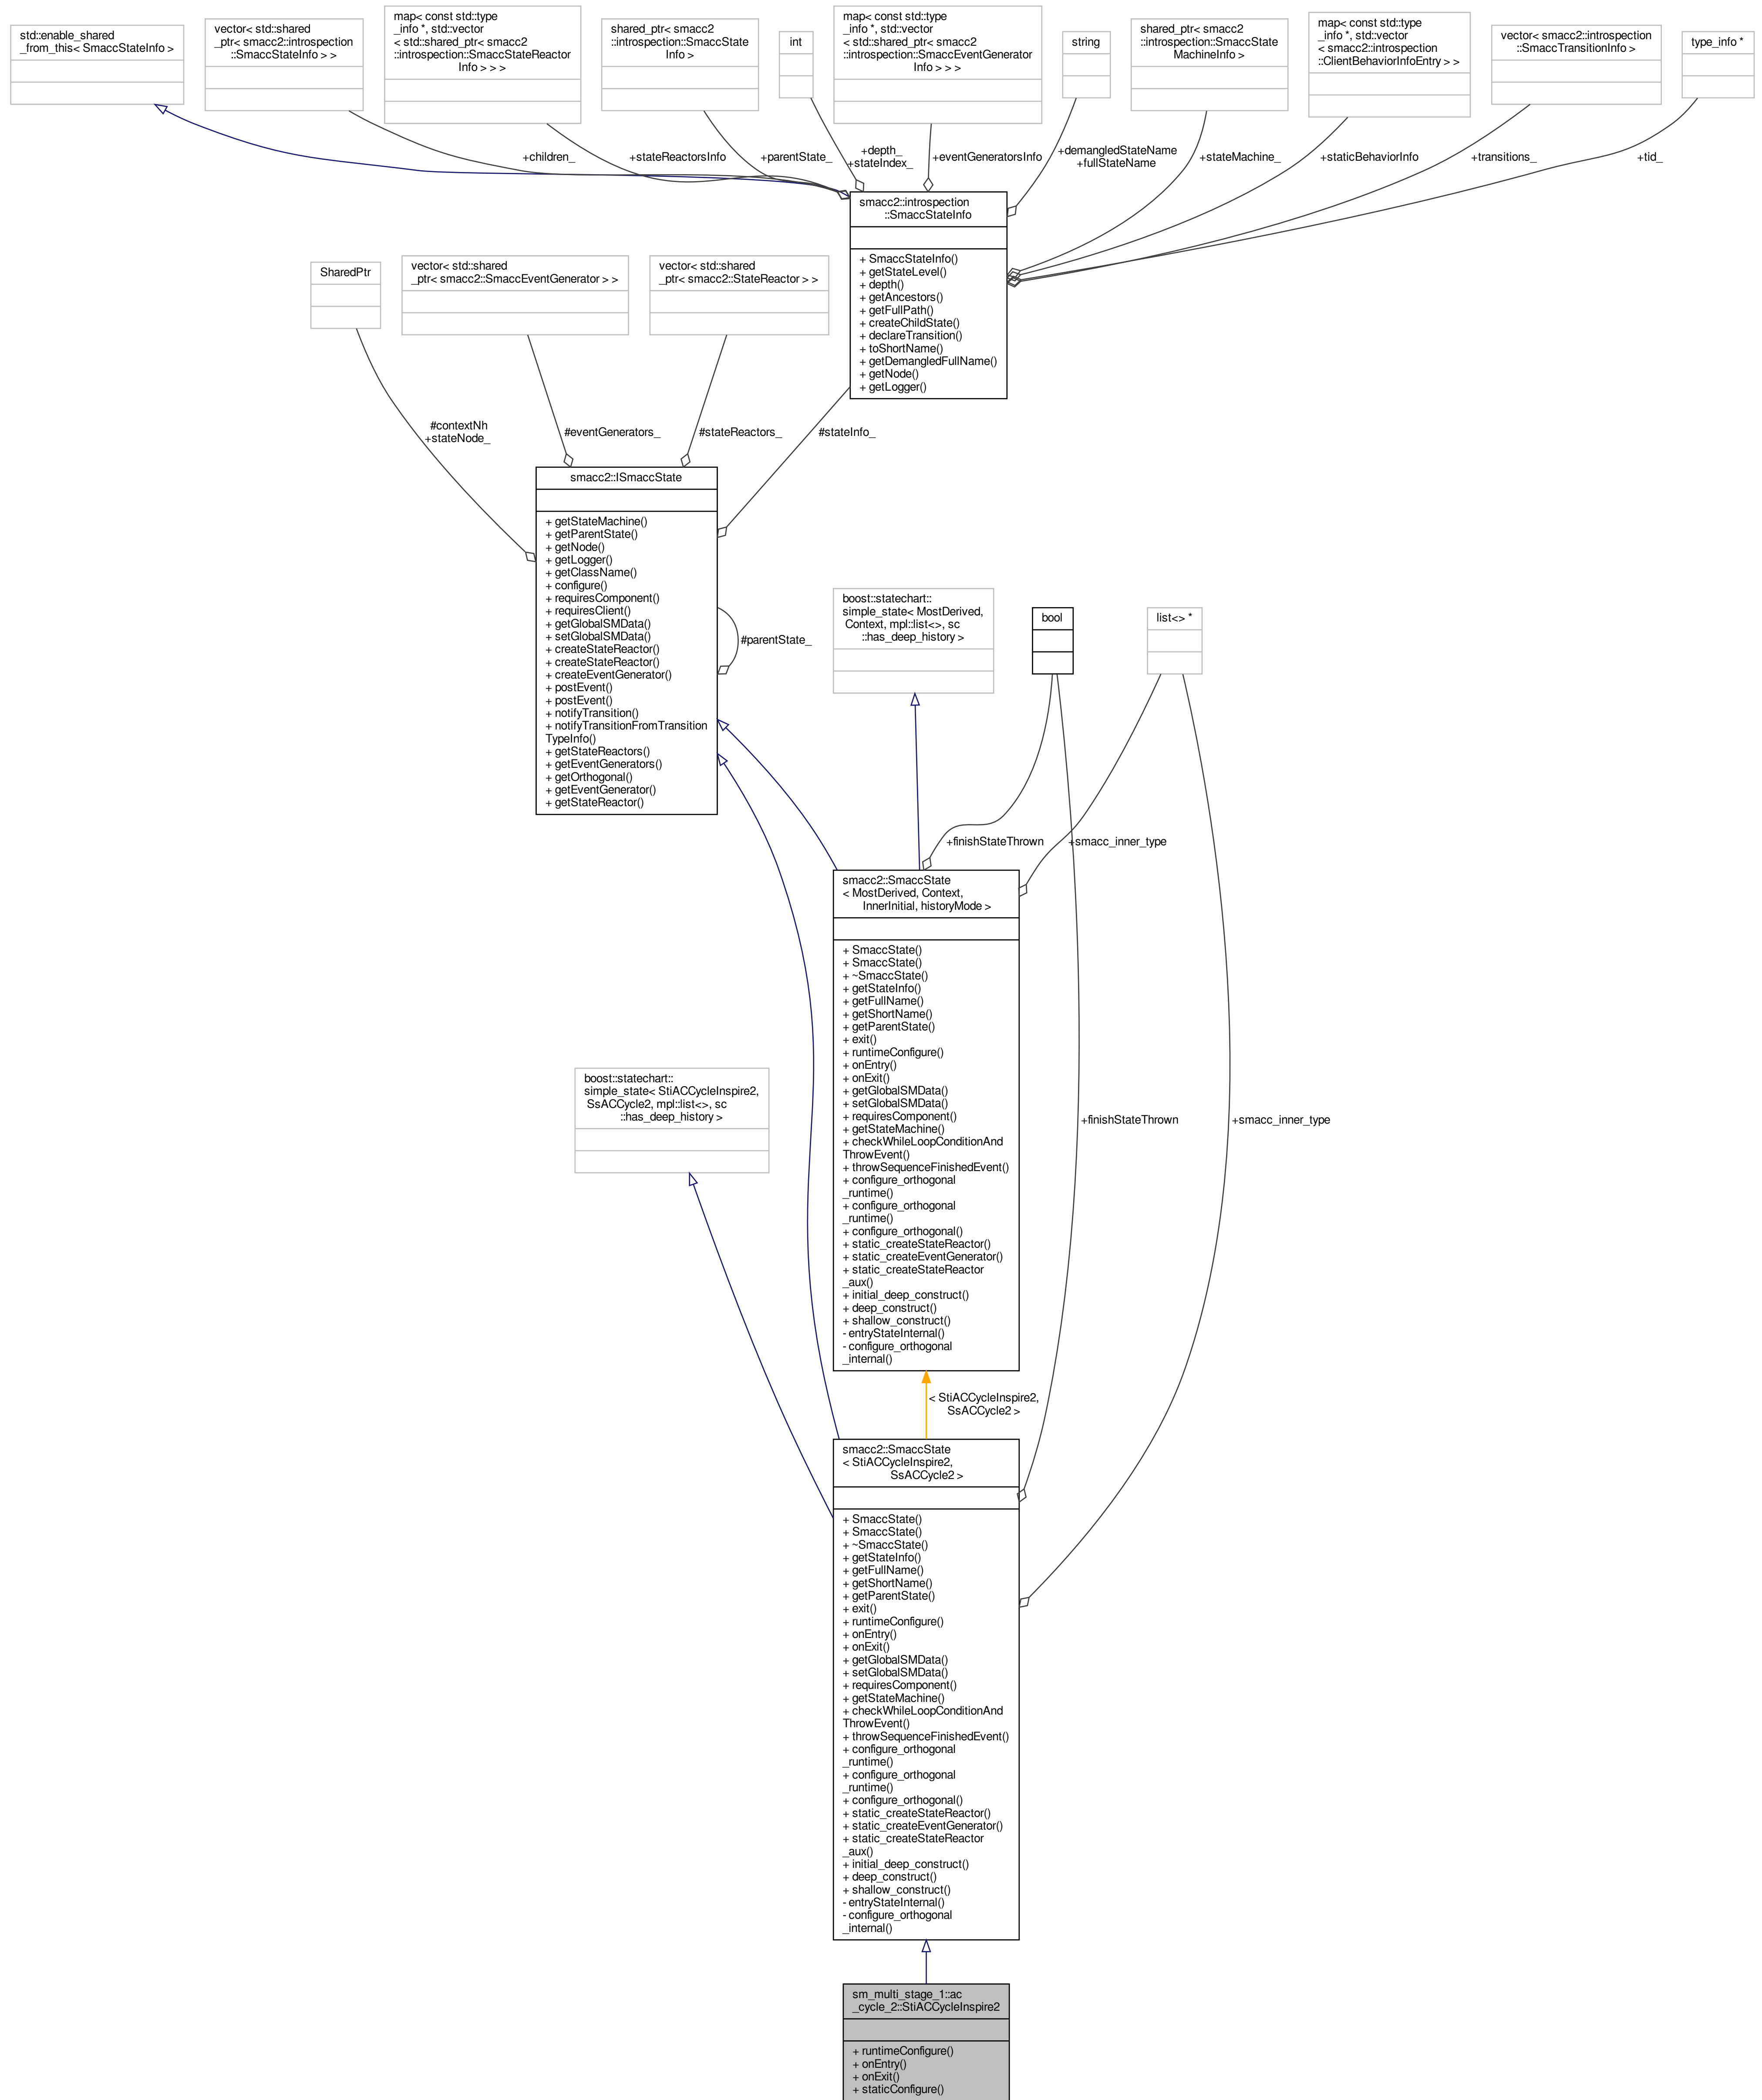 std::enable_shared
_from_this< SmaccStateInfo >
vector< std::shared
_ptr< smacc2::introspection
::SmaccStateInfo > >
map< const std::type
_info *, std::vector
< std::shared_ptr< smacc2
::introspection::SmaccStateReactor
Info > > >
shared_ptr< smacc2
::introspection::SmaccState
Info >
int
map< const std::type
_info *, std::vector
< std::shared_ptr< smacc2
::introspection::SmaccEventGenerator
Info > > >
string
shared_ptr< smacc2
::introspection::SmaccState
MachineInfo >
map< const std::type
_info *, std::vector
< smacc2::introspection
::ClientBehaviorInfoEntry > >
vector< smacc2::introspection
::SmaccTransitionInfo >
type_info *
+children_
+stateReactorsInfo
+parentState_
+depth_
+stateIndex_
+eventGeneratorsInfo
+demangledStateName
+fullStateName
+stateMachine_
+staticBehaviorInfo
+transitions_
+tid_
smacc2::introspection
::SmaccStateInfo
+ SmaccStateInfo()
+ getStateLevel()
+ depth()
+ getAncestors()
+ getFullPath()
+ createChildState()
+ declareTransition()
+ toShortName()
+ getDemangledFullName()
+ getNode()
+ getLogger()
SharedPtr
vector< std::shared
_ptr< smacc2::SmaccEventGenerator > >
vector< std::shared
_ptr< smacc2::StateReactor > >
#contextNh
+stateNode_
#eventGenerators_
#stateReactors_
#stateInfo_
smacc2::ISmaccState
+ getStateMachine()
+ getParentState()
+ getNode()
+ getLogger()
+ getClassName()
+ configure()
+ requiresComponent()
+ requiresClient()
+ getGlobalSMData()
+ setGlobalSMData()
+ createStateReactor()
+ createStateReactor()
+ createEventGenerator()
+ postEvent()
+ postEvent()
+ notifyTransition()
+ notifyTransitionFromTransition
TypeInfo()
+ getStateReactors()
+ getEventGenerators()
+ getOrthogonal()
+ getEventGenerator()
+ getStateReactor()
#parentState_
boost::statechart::
simple_state< MostDerived,
Context, mpl::list<>, sc
::has_deep_history >
bool
list<> *
+finishStateThrown
+smacc_inner_type
smacc2::SmaccState
< MostDerived, Context,
InnerInitial, historyMode >
+ SmaccState()
+ SmaccState()
+ ~SmaccState()
+ getStateInfo()
+ getFullName()
+ getShortName()
+ getParentState()
+ exit()
+ runtimeConfigure()
+ onEntry()
+ onExit()
+ getGlobalSMData()
+ setGlobalSMData()
+ requiresComponent()
+ getStateMachine()
+ checkWhileLoopConditionAnd
ThrowEvent()
+ throwSequenceFinishedEvent()
+ configure_orthogonal
_runtime()
+ configure_orthogonal
_runtime()
+ configure_orthogonal()
+ static_createStateReactor()
+ static_createEventGenerator()
+ static_createStateReactor
_aux()
+ initial_deep_construct()
+ deep_construct()
+ shallow_construct()
- entryStateInternal()
- configure_orthogonal
_internal()
boost::statechart::
simple_state< StiACCycleInspire2,
SsACCycle2, mpl::list<>, sc
::has_deep_history >
+finishStateThrown
+smacc_inner_type
< StiACCycleInspire2,
SsACCycle2 >
smacc2::SmaccState
< StiACCycleInspire2,
SsACCycle2 >
+ SmaccState()
+ SmaccState()
+ ~SmaccState()
+ getStateInfo()
+ getFullName()
+ getShortName()
+ getParentState()
+ exit()
+ runtimeConfigure()
+ onEntry()
+ onExit()
+ getGlobalSMData()
+ setGlobalSMData()
+ requiresComponent()
+ getStateMachine()
+ checkWhileLoopConditionAnd
ThrowEvent()
+ throwSequenceFinishedEvent()
+ configure_orthogonal
_runtime()
+ configure_orthogonal
_runtime()
+ configure_orthogonal()
+ static_createStateReactor()
+ static_createEventGenerator()
+ static_createStateReactor
_aux()
+ initial_deep_construct()
+ deep_construct()
+ shallow_construct()
- entryStateInternal()
- configure_orthogonal
_internal()
sm_multi_stage_1::ac
_cycle_2::StiACCycleInspire2
+ runtimeConfigure()
+ onEntry()
+ onExit()
+ staticConfigure()